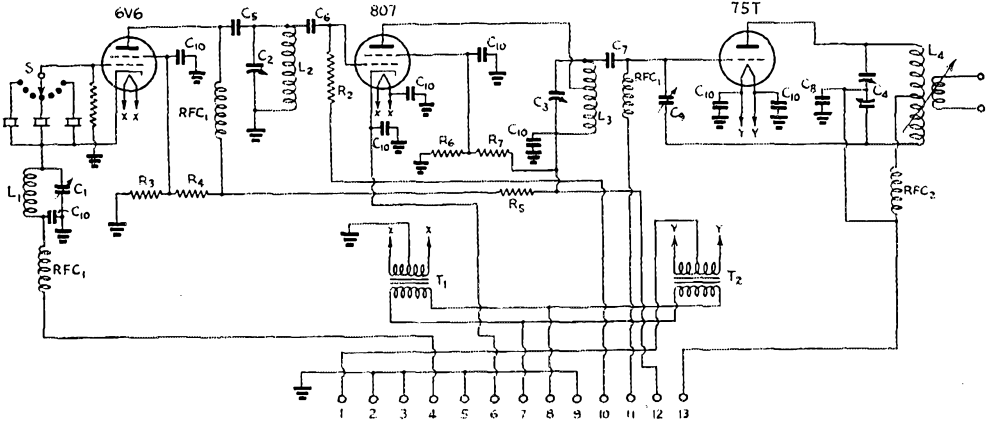 6V6 807 75T
C5 C6 C10 C10 C7 L4
S C2 L2 C10 R2 RFC1 RFC1 C3 L3 C9 C10 C10 C8 C4
X X X X Y Y
C10 C10 R6 R7
L1 C1 R3 R4 R5 RFC2
C10
X X Y Y
RFC1 T1 T2
1 2 3 4 5 6 7 8 9 10 11 12 13